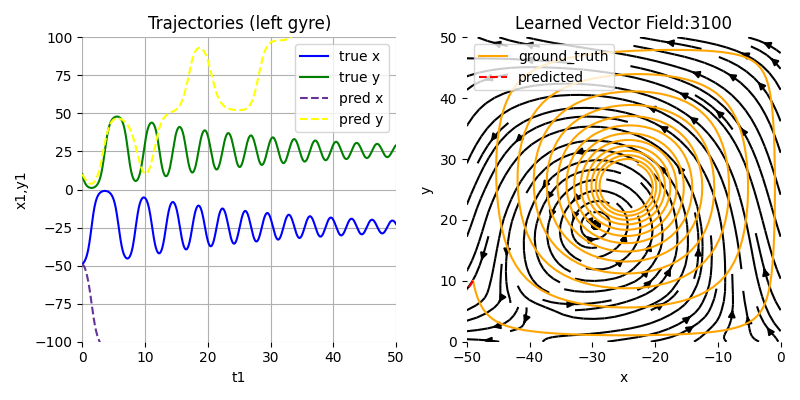 Trajectories (left gyre)
100
75
50
25
0
−25
−50
−75
−100
x1,y1
0
10
20
30
40
50
t1
true x
true y
pred x
pred y
Learned Vector Field:3100
50
40
30
20
10
0
y
−50
−40
−30
−20
−10
0
x
ground_truth
predicted